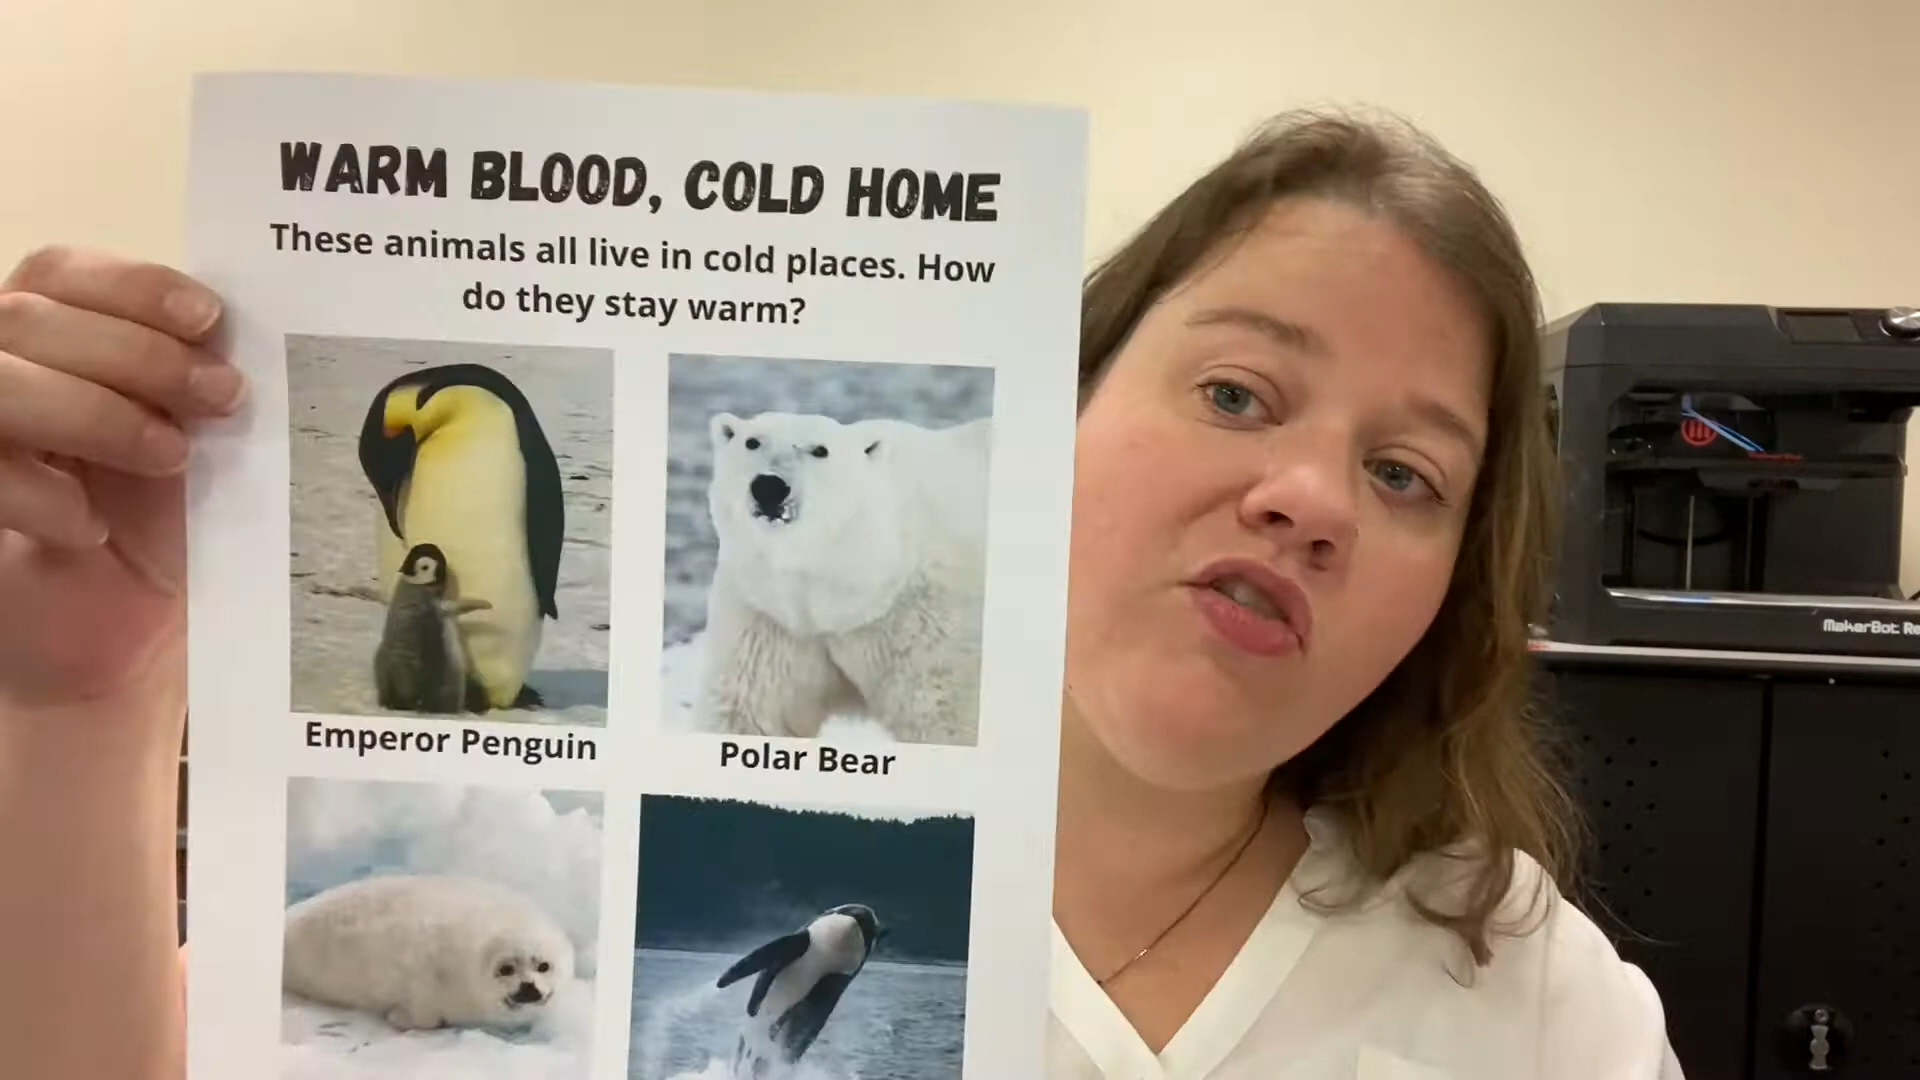 WARM BLOOD, COLD HOME
These animals all live in cold places. How
do they stay warm?
Emperor Penguin
Polar Bear
MakerBot Re